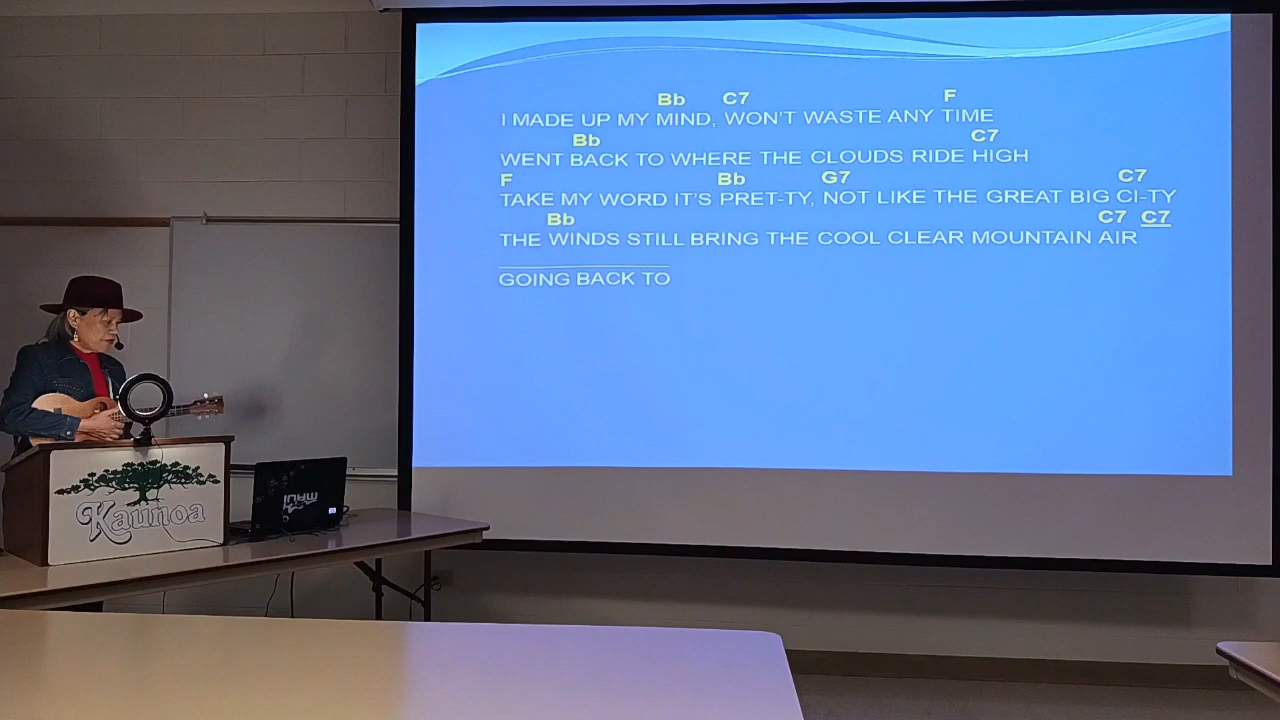 Bb C7 F
I MADE UP MY MIND, WON'T WASTE ANY TIME
Bb C7
WENT BACK TO WHERE THE CLOUDS RIDE HIGH
F Bb G7 C7
TAKE MY WORD IT'S PRET-TY, NOT LIKE THE GREAT BIG CI-TY
Bb C7 C7
THE WINDS STILL BRING THE COOL CLEAR MOUNTAIN AIR
GOING BACK TO
Kaunoa
MAUI